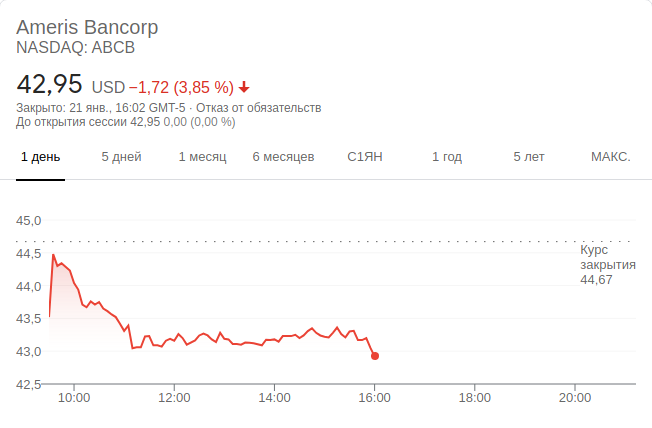 Ameris Bancorp
NASDAQ: ABCB
42,95 USD −1,72 (3,85 %)
Закрыто: 21 янв., 16:02 GMT-5 · Отказ от обязательств
До открытия сессии 42,95 0,00 (0,00 %)
1 день 5 дней 1 месяц 6 месяцев С1ЯН 1 год 5 лет МАКС.
45,0
44,5
44,0
43,5
43,0
42,5
Курс
закрытия
44,67
10:00 12:00 14:00 16:00 18:00 20:00